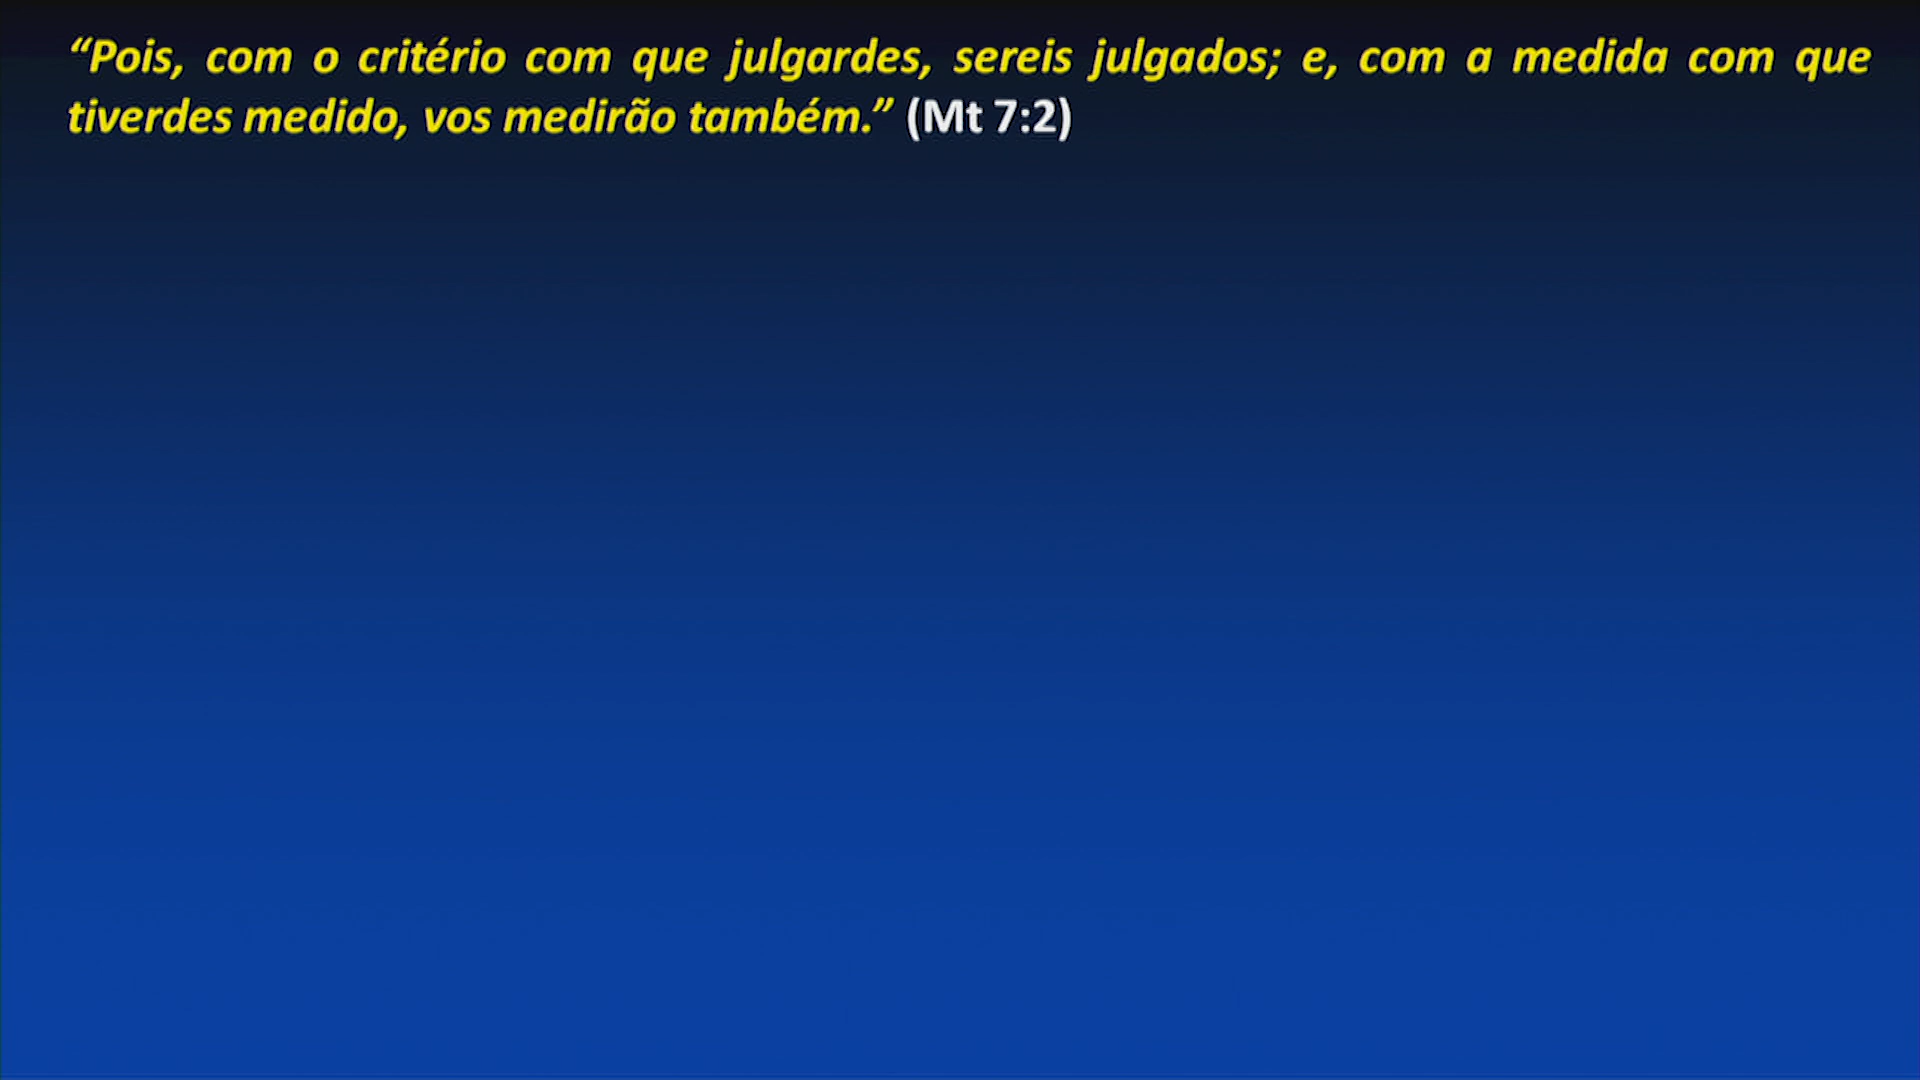 “Pois, com o critério com que julgardes, sereis julgados; e, com a medida com que
tiverdes medido, vos medirão também.” (Mt 7:2)